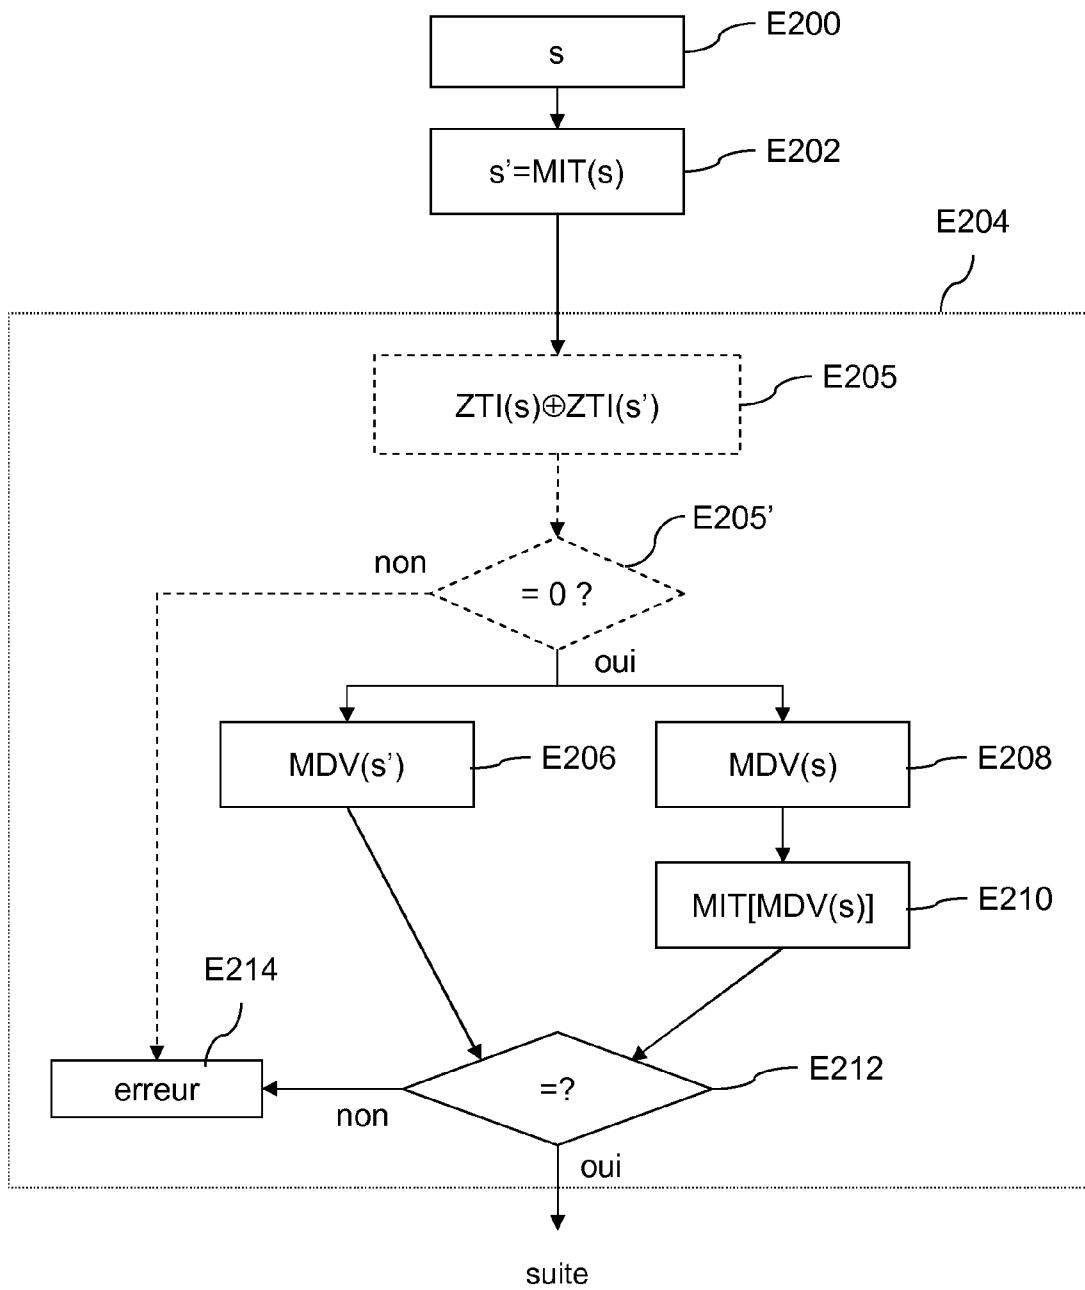 E200
s
E202
s’=MIT(s)
E204
E205
ZTI(s)⊕ZTI(s’)
E205’
non
= 0 ?
oui
MDV(s’)
E206
MDV(s)
E208
MIT[MDV(s)]
E210
E214
erreur
=?
E212
non
oui
suite